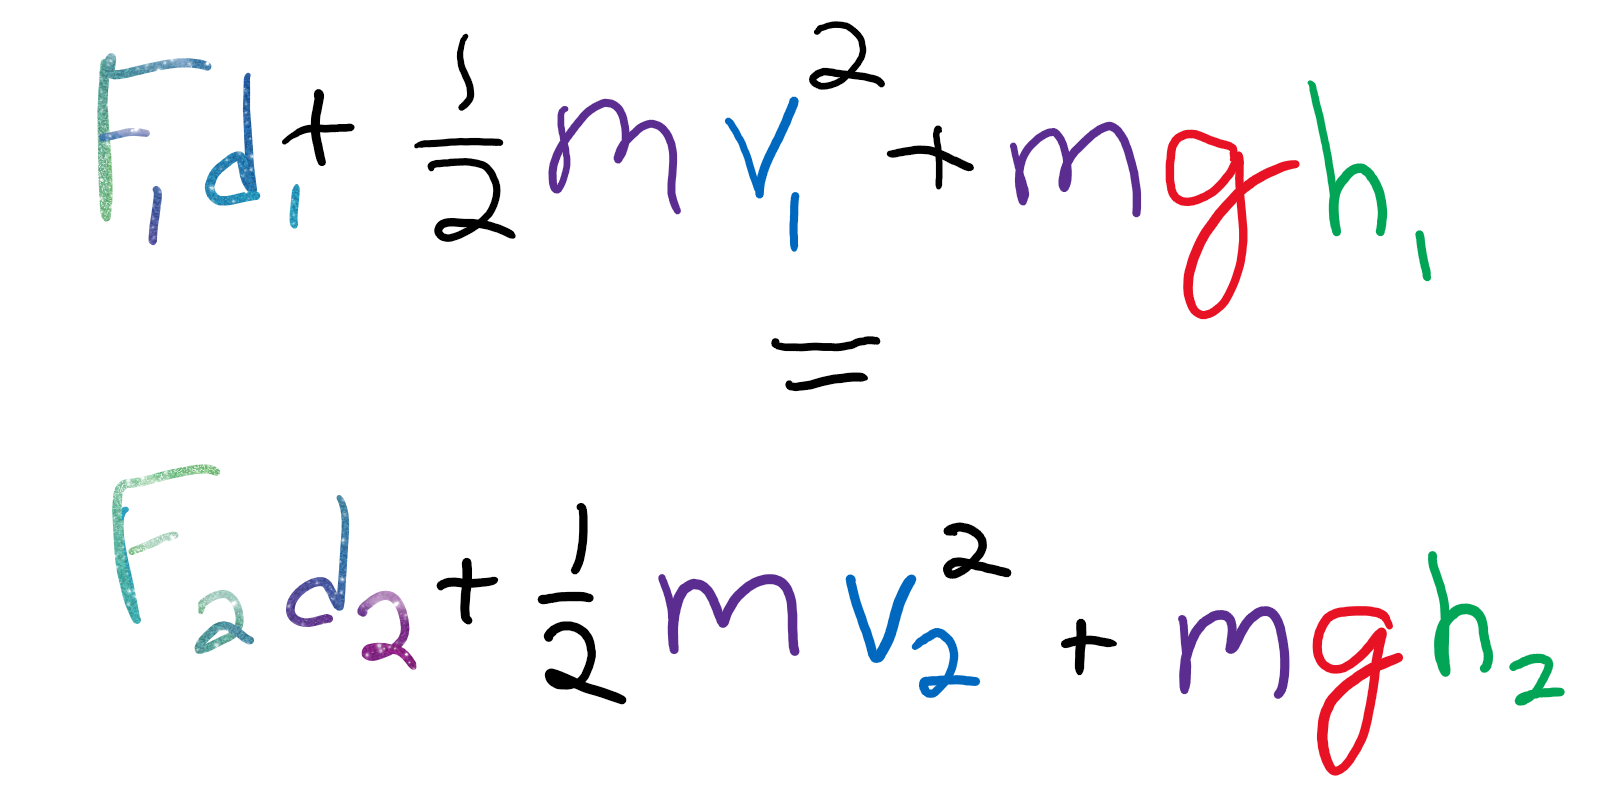 F₁d₁ + ½mv₁² + mgh₁
=
F₂d₂ + ½mv₂² + mgh₂